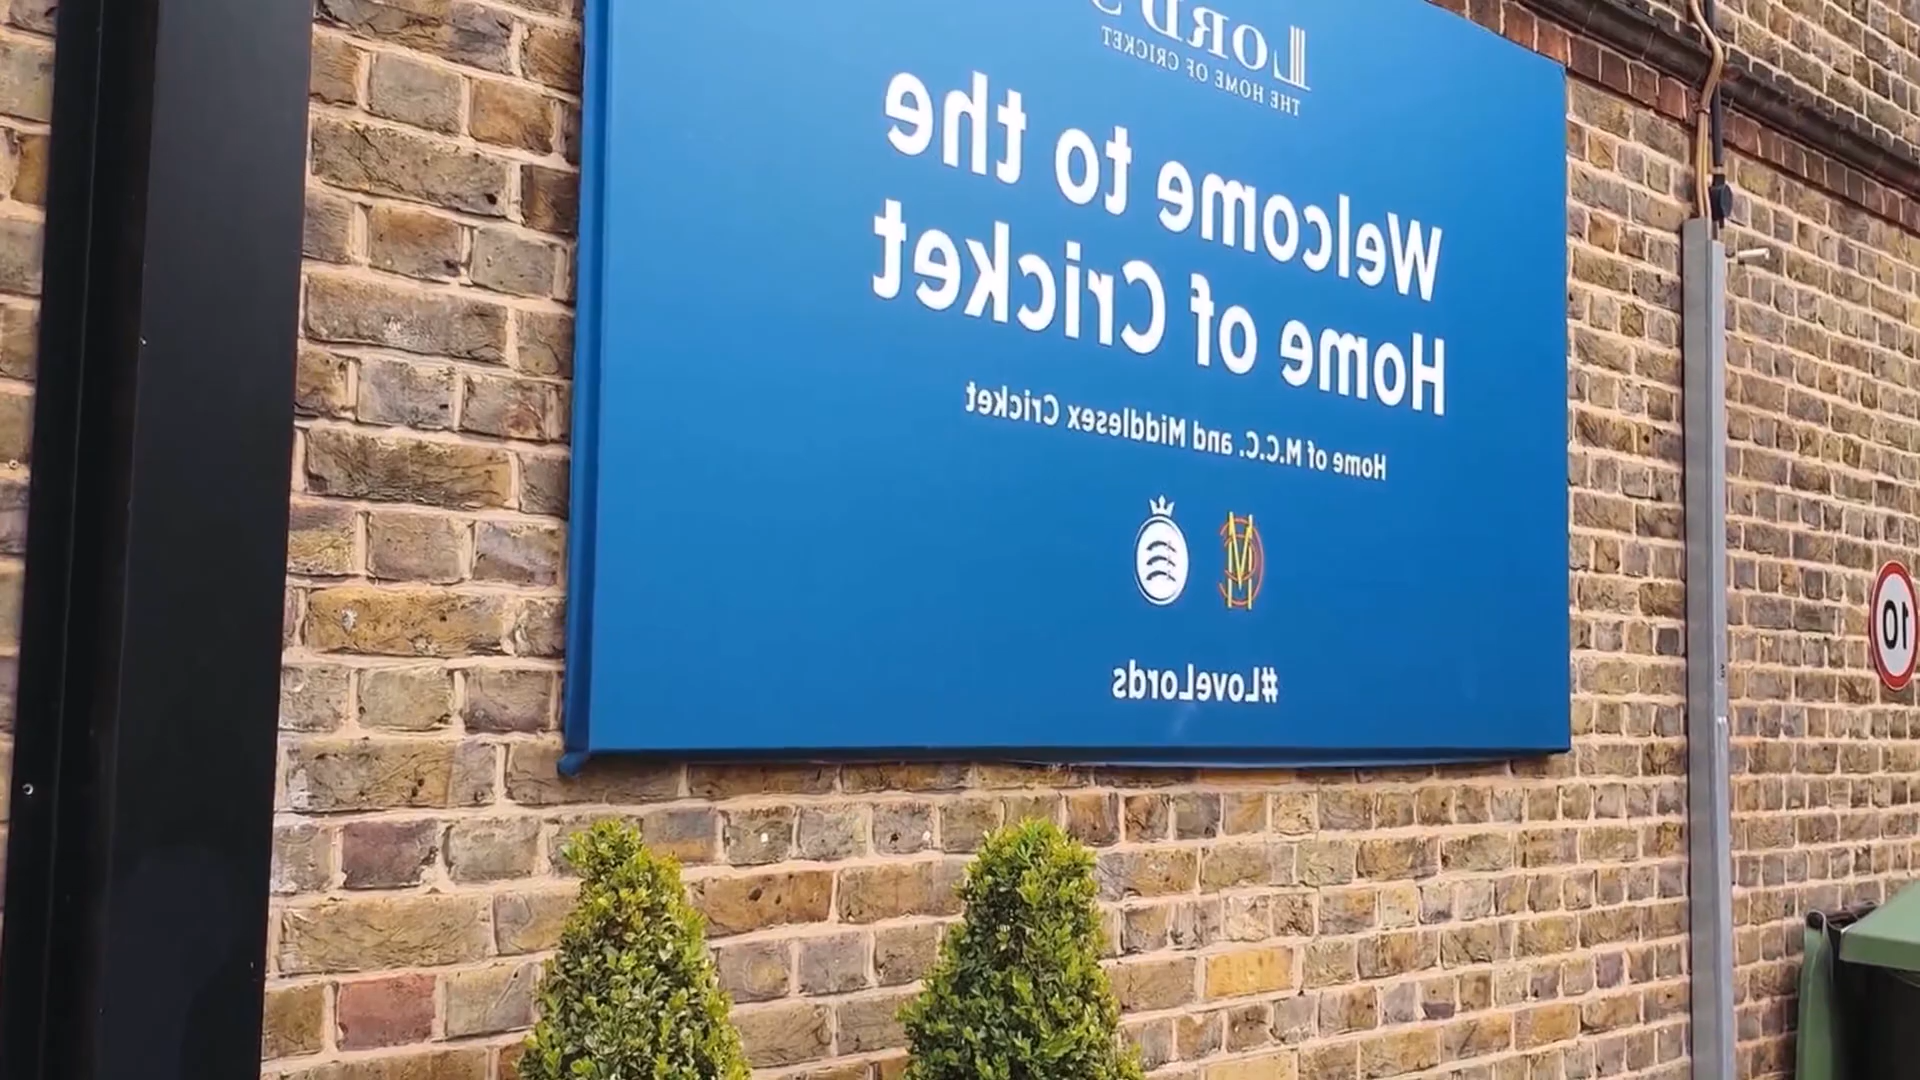 LORD'S
THE HOME OF CRICKET
Welcome to the
Home of Cricket
Home of M.C.C. and Middlesex Cricket
#LoveLords
10